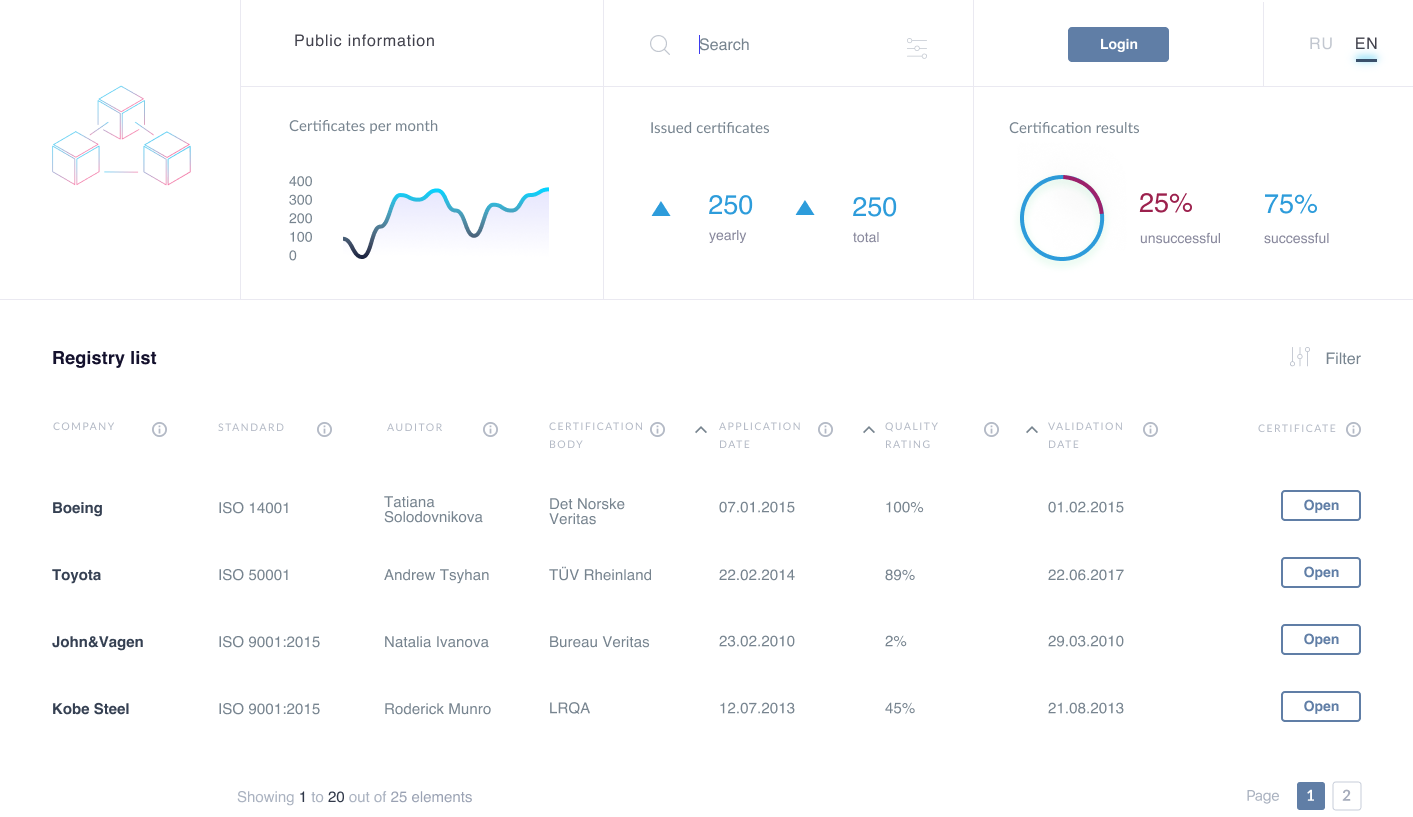 Public information
Search
Login
RU
EN
Certificates per month
400
300
200
100
0
Issued certificates
250
yearly
250
total
Certification results
25%
unsuccessful
75%
successful
Registry list
Filter
COMPANY
STANDARD
AUDITOR
CERTIFICATION
BODY
APPLICATION
DATE
QUALITY
RATING
VALIDATION
DATE
CERTIFICATE
Boeing
ISO 14001
Tatiana
Solodovnikova
Det Norske
Veritas
07.01.2015
100%
01.02.2015
Open
Toyota
ISO 50001
Andrew Tsyhan
TÜV Rheinland
22.02.2014
89%
22.06.2017
Open
John&Vagen
ISO 9001:2015
Natalia Ivanova
Bureau Veritas
23.02.2010
2%
29.03.2010
Open
Kobe Steel
ISO 9001:2015
Roderick Munro
LRQA
12.07.2013
45%
21.08.2013
Open
Showing 1 to 20 out of 25 elements
Page
1
2